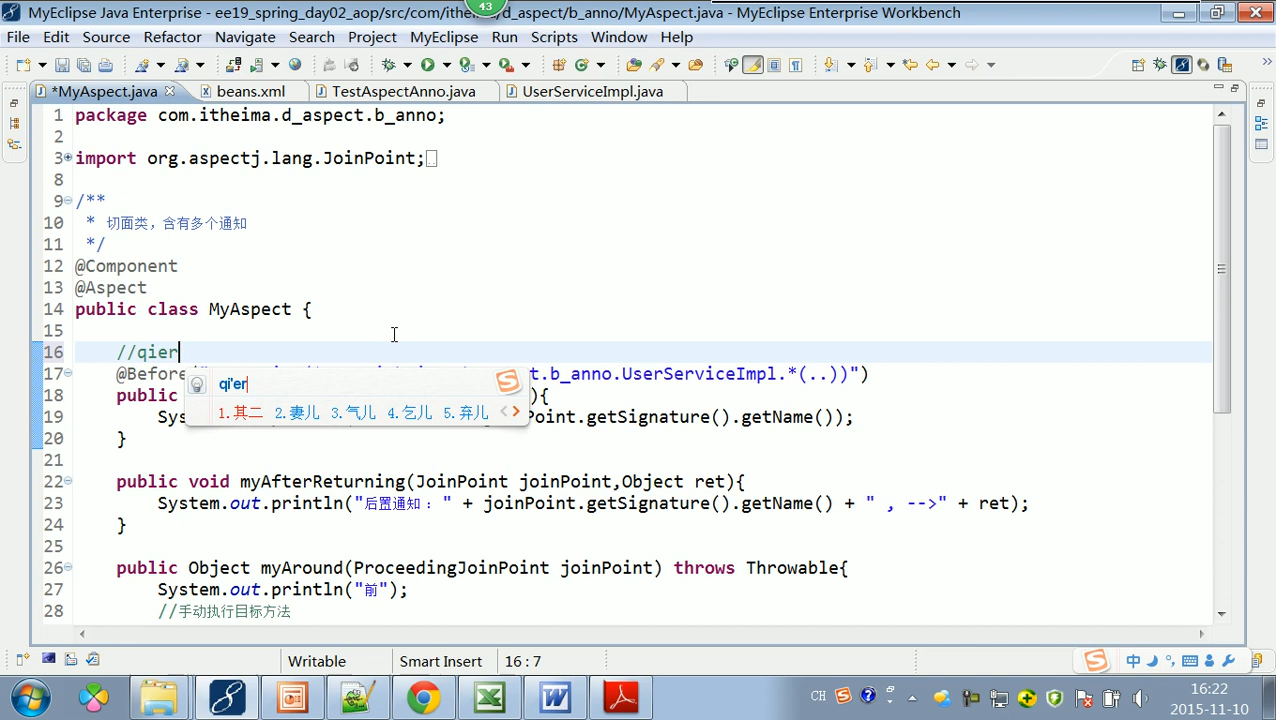 MyEclipse Java Enterprise - ee19_spring_day02_aop/src/com/itheima/d_aspect/b_anno/MyAspect.java - MyEclipse Enterprise Workbench
43
File Edit Source Refactor Navigate Search Project MyEclipse Run Scripts Window Help
*MyAspect.java beans.xml TestAspectAnno.java UserServiceImpl.java
1 package com.itheima.d_aspect.b_anno;
2
3 import org.aspectj.lang.JoinPoint;
8
9 /**
10 * 切面类，含有多个通知
11 */
12 @Component
13 @Aspect
14 public class MyAspect {
15
16 //qier
17 @Before t.b_anno.UserServiceImpl.*(..))")
qi'er
18 public ){
1.其二 2.妻儿 3.气儿 4.乞儿 5.弃儿
19 Sys Point.getSignature().getName());
20 }
21
22 public void myAfterReturning(JoinPoint joinPoint,Object ret){
23 System.out.println("后置通知 : " + joinPoint.getSignature().getName() + " , -->" + ret);
24 }
25
26 public Object myAround(ProceedingJoinPoint joinPoint) throws Throwable{
27 System.out.println("前");
28 //手动执行目标方法
Writable Smart Insert 16 : 7
中
CH
16:22
2015-11-10